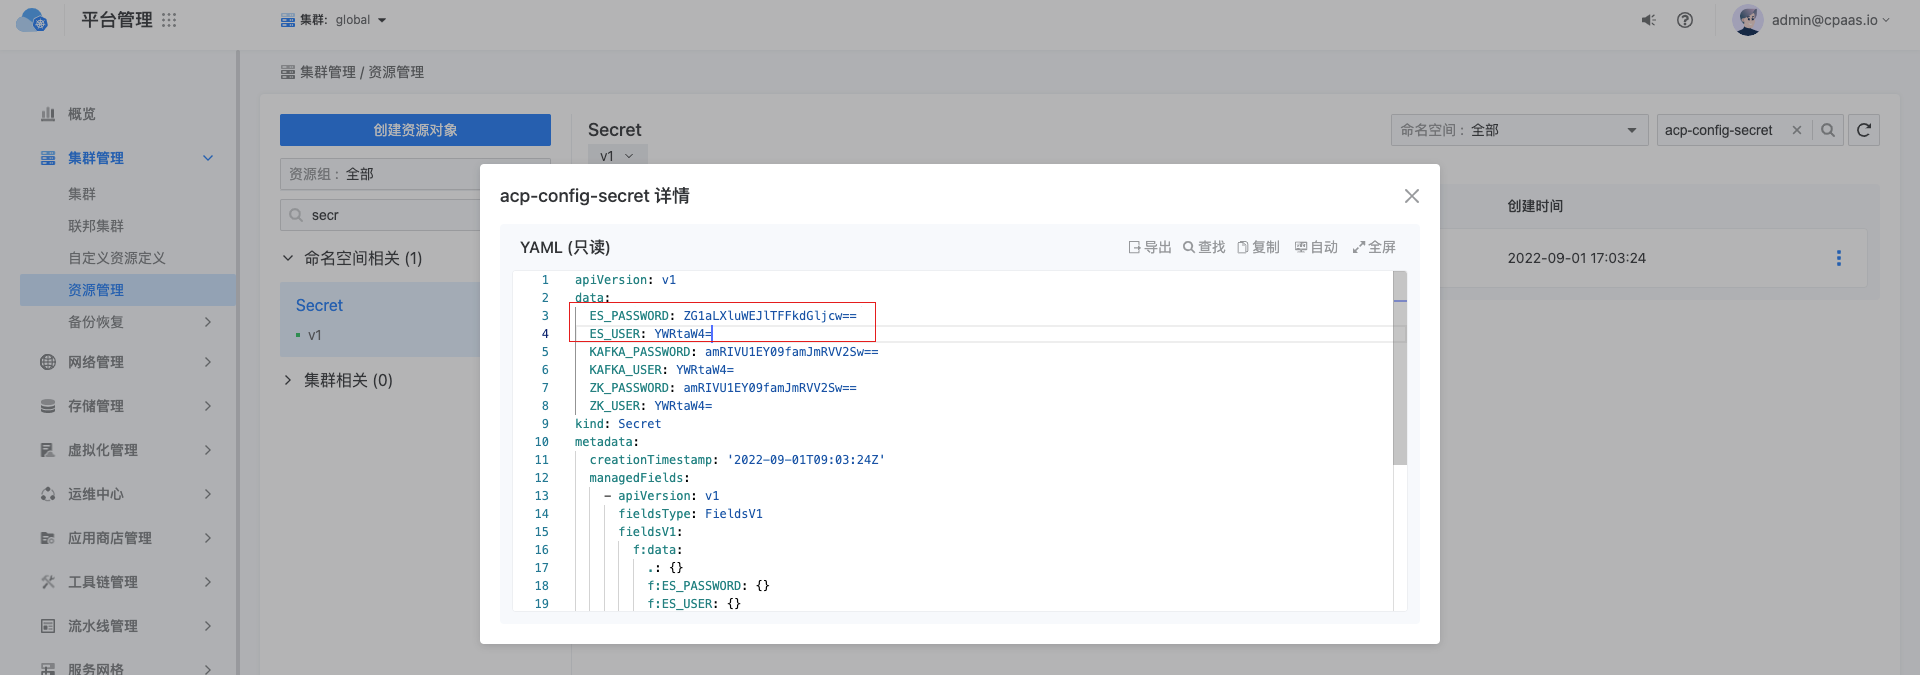 平台管理
集群: global
admin@cpaas.io
集群管理 / 资源管理
概览
集群管理
集群
联邦集群
自定义资源定义
资源管理
备份恢复
网络管理
存储管理
虚拟化管理
运维中心
应用商店管理
工具链管理
流水线管理
服务网格
创建资源对象
资源组 : 全部
secr
命名空间相关 (1)
Secret
v1
集群相关 (0)
Secret
v1
命名空间 : 全部
acp-config-secret
创建时间
2022-09-01 17:03:24
acp-config-secret 详情
YAML (只读)
导出 查找 复制 自动 全屏
1 apiVersion: v1
2 data:
3 ES_PASSWORD: ZG1aLXluWEJlTFFkdGljcw==
4 ES_USER: YWRtaW4=
5 KAFKA_PASSWORD: amRIVU1EY09famJmRVV2Sw==
6 KAFKA_USER: YWRtaW4=
7 ZK_PASSWORD: amRIVU1EY09famJmRVV2Sw==
8 ZK_USER: YWRtaW4=
9 kind: Secret
10 metadata:
11 creationTimestamp: '2022-09-01T09:03:24Z'
12 managedFields:
13 - apiVersion: v1
14 fieldsType: FieldsV1
15 fieldsV1:
16 f:data:
17 .: {}
18 f:ES_PASSWORD: {}
19 f:ES_USER: {}